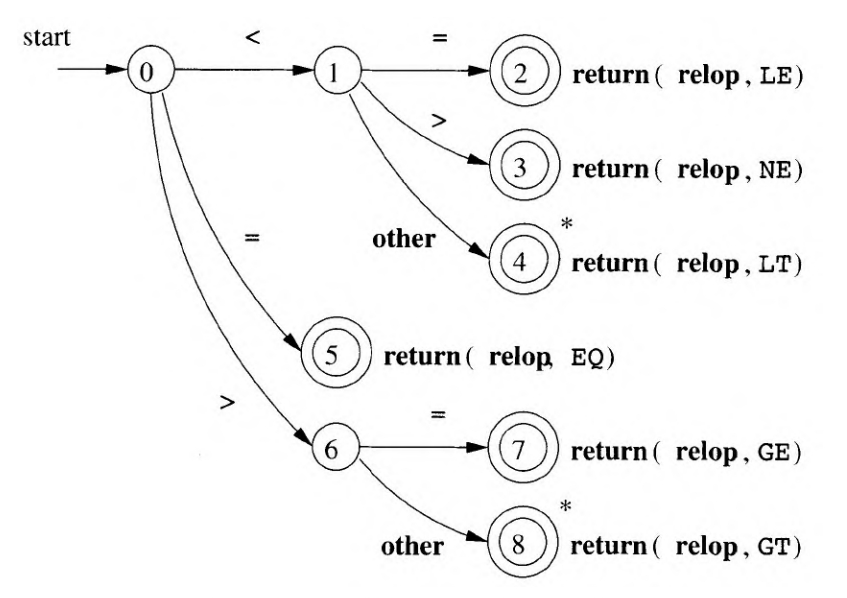 start
<
=
0
1
2
return( relop, LE)
>
3
return( relop, NE)
other
*
4
return( relop, LT)
=
5
return( relop, EQ)
>
=
6
7
return( relop, GE)
other
*
8
return( relop, GT)